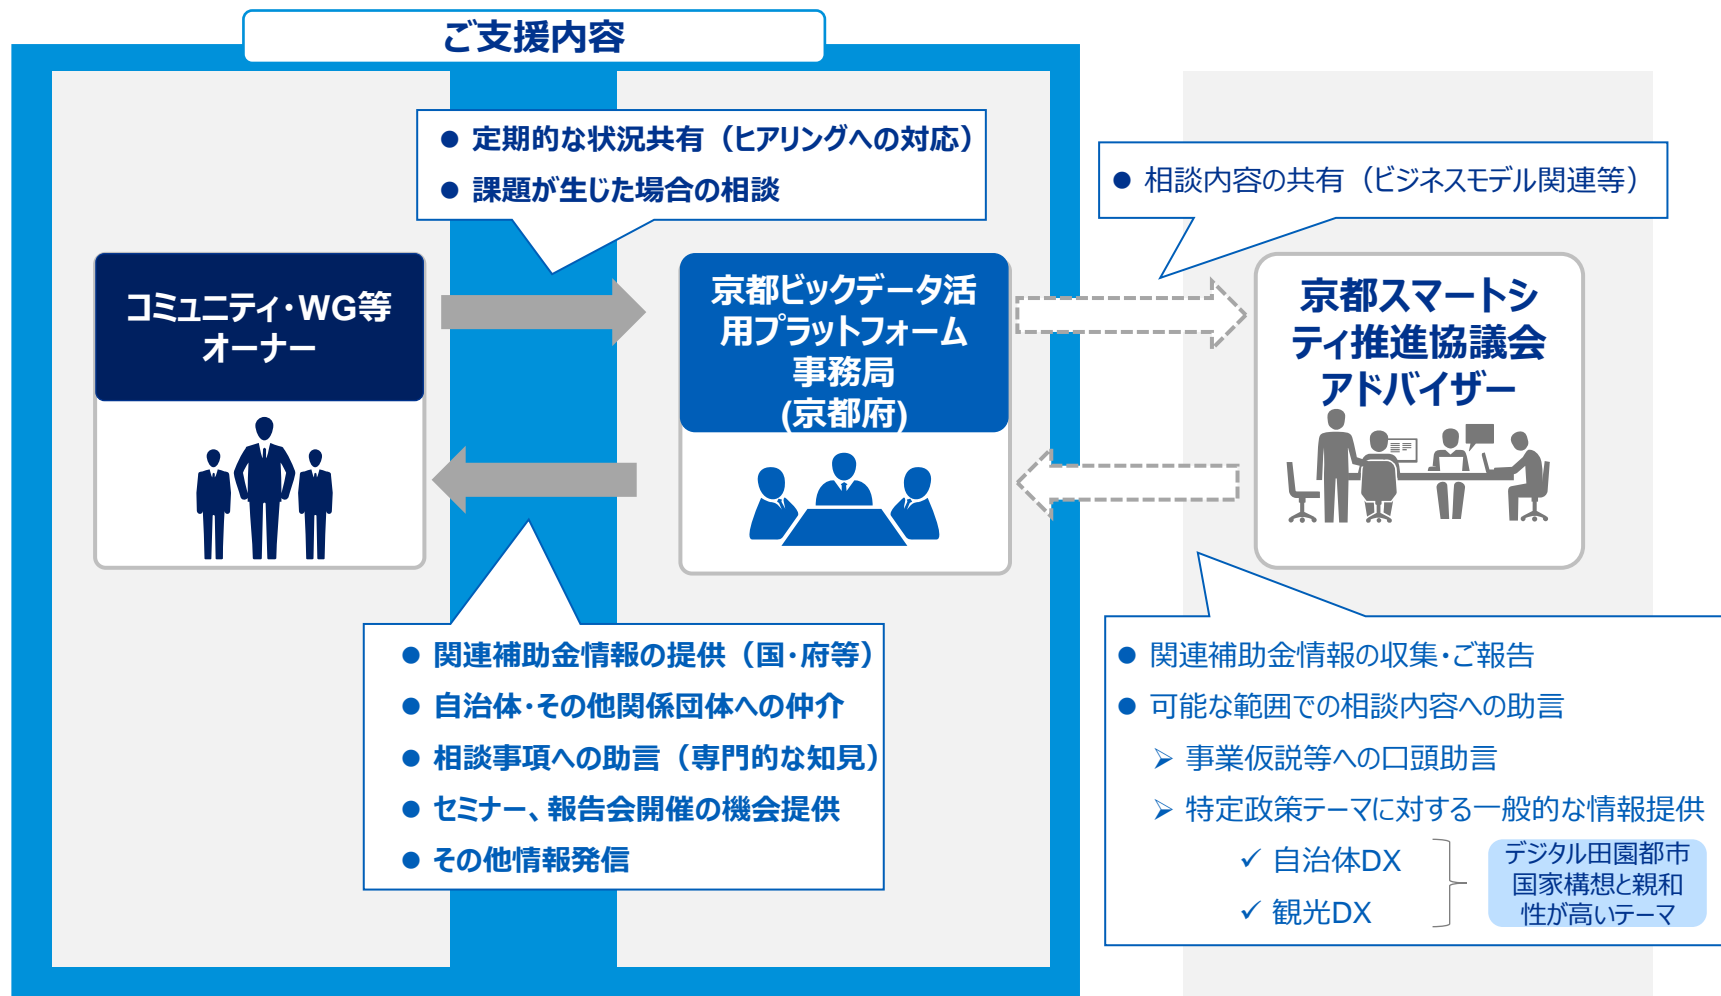 ご支援内容
● 定期的な状況共有（ヒアリングへの対応）
● 課題が生じた場合の相談
● 相談内容の共有（ビジネスモデル関連等）
コミュニティ・WG等
オーナー
京都ビックデータ活
用プラットフォーム
事務局
(京都府)
京都スマートシ
ティ推進協議会
アドバイザー
● 関連補助金情報の提供（国・府等）
● 自治体・その他関係団体への仲介
● 相談事項への助言（専門的な知見）
● セミナー、報告会開催の機会提供
● その他情報発信
● 関連補助金情報の収集・ご報告
● 可能な範囲での相談内容への助言
➢ 事業仮説等への口頭助言
➢ 特定政策テーマに対する一般的な情報提供
✓ 自治体DX
✓ 観光DX
デジタル田園都市
国家構想と親和
性が高いテーマ